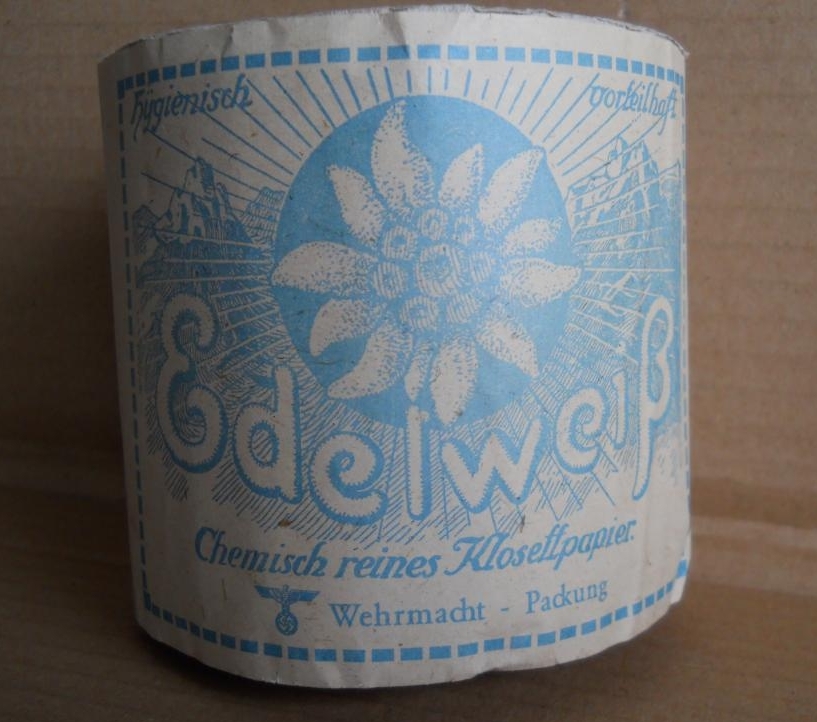 hygienisch
vorteilhaft
Edelweiß
Chemisch reines Klosettpapier.
Wehrmacht - Packung